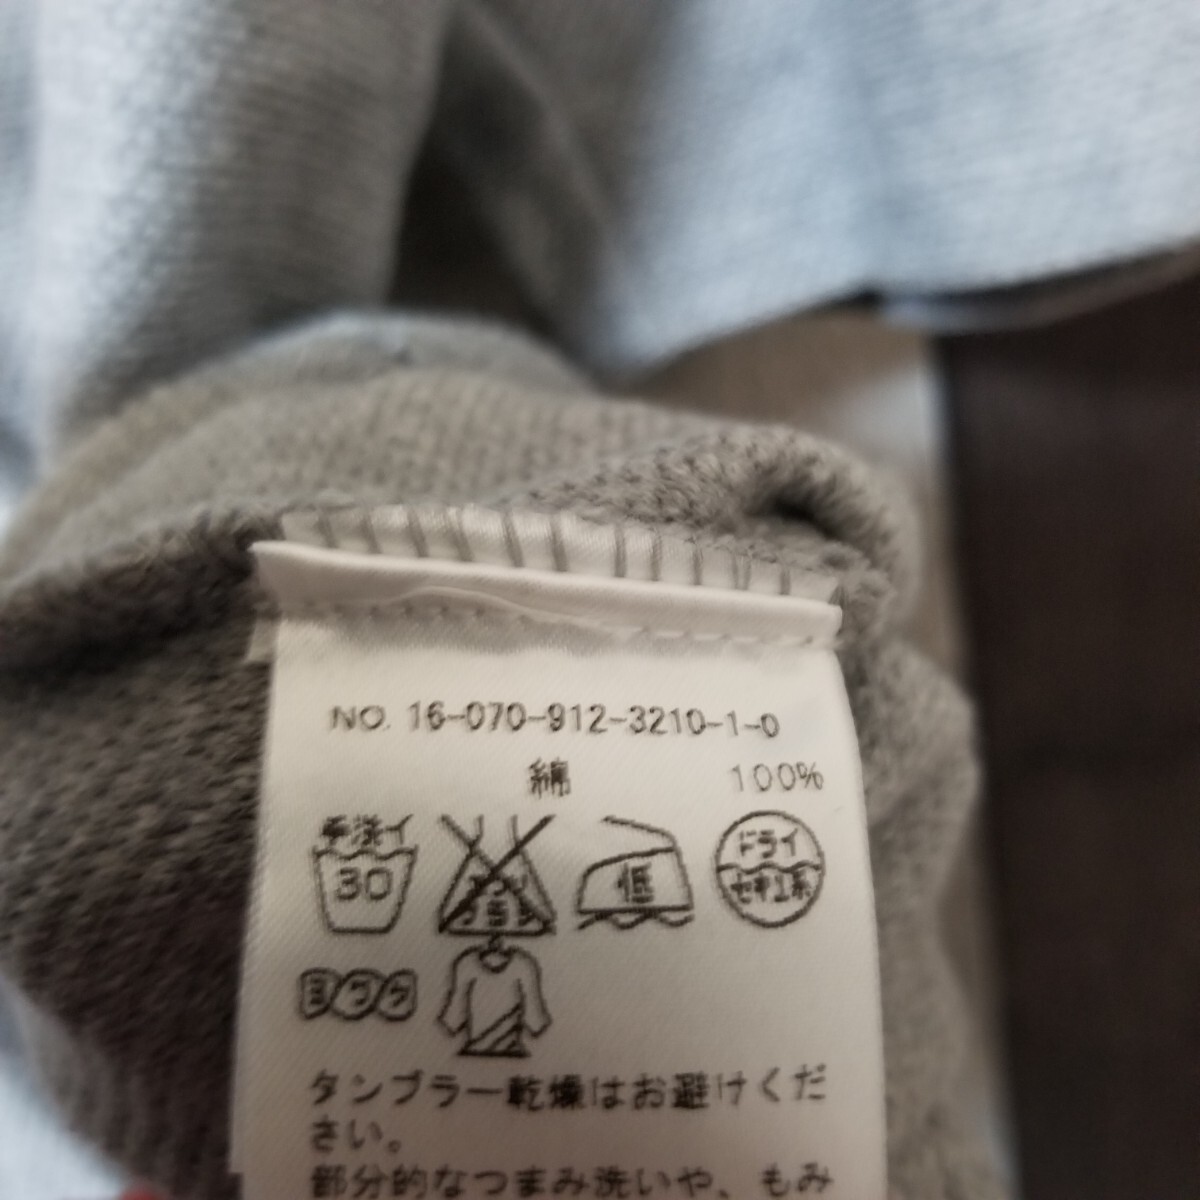 NO. 16-070-912-3210-1-0
綿 100%
手洗イ 30 低 ドライ セキユ系
ヨワク
タンブラー乾燥はお避けくだ
さい。
部分的なつまみ洗いや、もみ